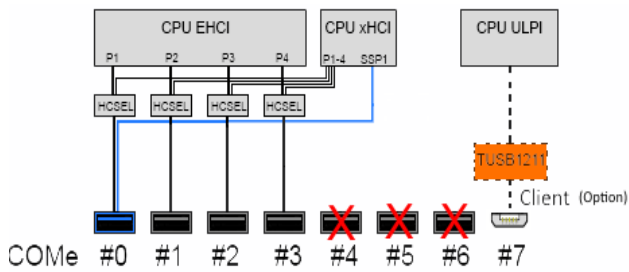 CPU EHCI CPU xHCI CPU ULPI
P1 P2 P3 P4 P1-4 SSP1
HCSEL HCSEL HCSEL HCSEL
TUSB1211
Client (Option)
COMe #0 #1 #2 #3 #4 #5 #6 #7